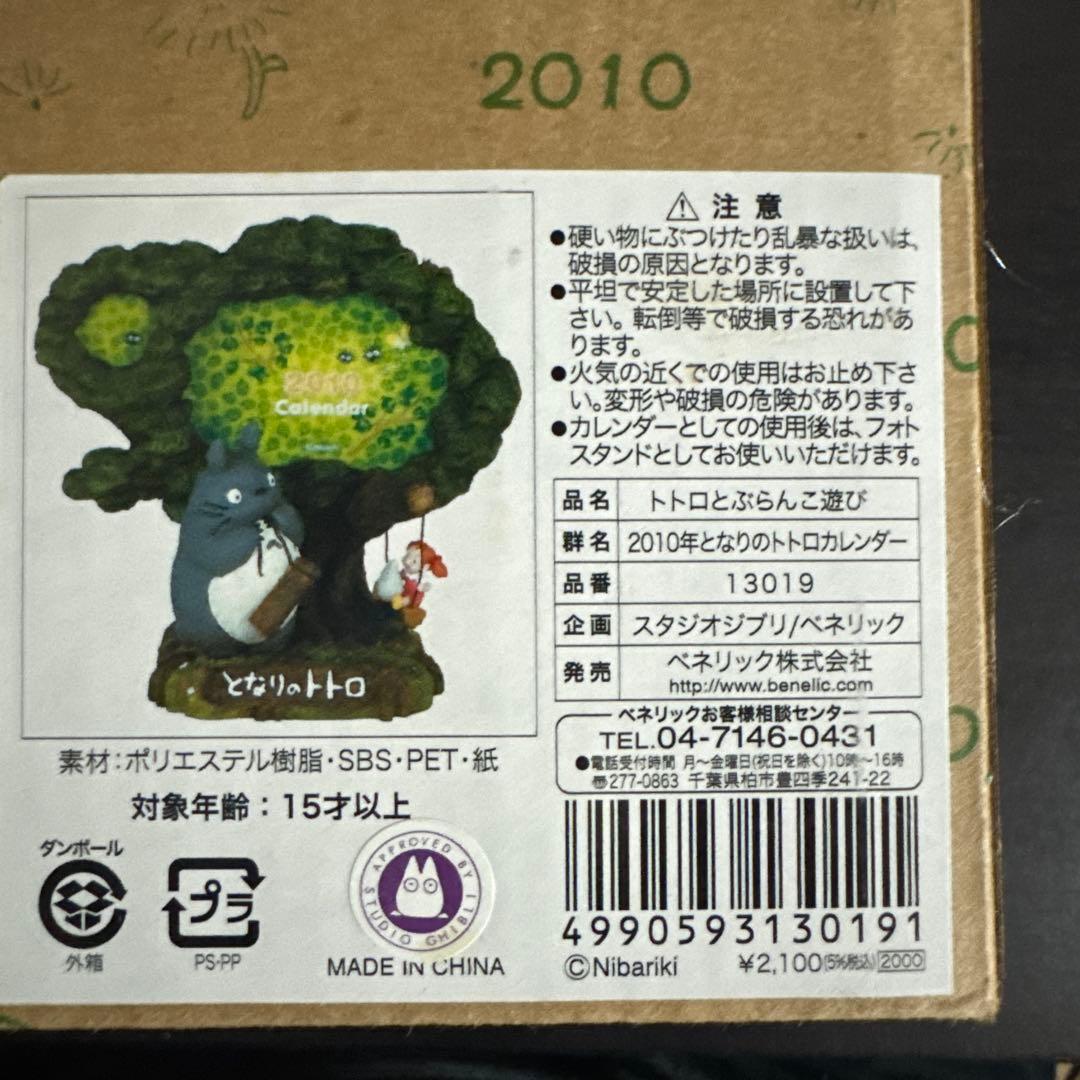 2010
2010
Calendar
となりのトトロ
素材：ポリエステル樹脂・SBS・PET・紙
対象年齢：15才以上
ダンボール
外箱
プラ
PS・PP
APPROVED BY STUDIO GHIBLI
MADE IN CHINA
注意
●硬い物にぶつけたり乱暴な扱いは、
破損の原因となります。
●平坦で安定した場所に設置して下
さい。転倒等で破損する恐れがあ
ります。
●火気の近くでの使用はお止め下さ
い。変形や破損の危険があります。
●カレンダーとしての使用後は、フォト
スタンドとしてお使いいただけます。
品名 トトロとぶらんこ遊び
群名 2010年となりのトトロカレンダー
品番 13019
企画 スタジオジブリ/ベネリック
発売 ベネリック株式会社
http://www.benelic.com
ベネリックお客様相談センター
TEL.04-7146-0431
●電話受付時間 月〜金曜日(祝日を除く)10時〜16時
〠277-0863 千葉県柏市豊四季241-22
4990593130191
©Nibariki ¥2,100(5%税込) 2000